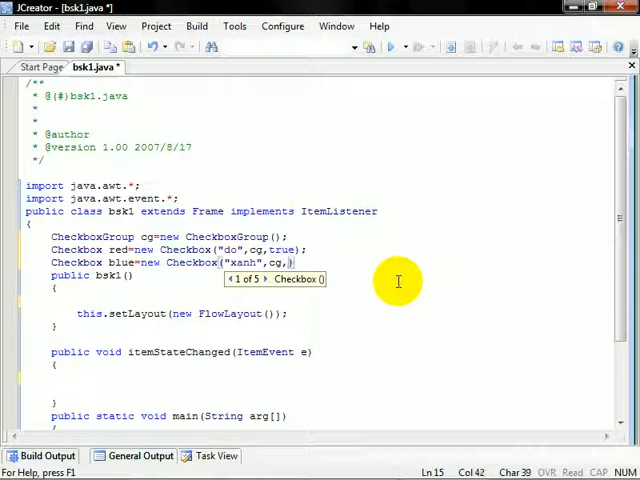 JCreator - [bsk1.java *]
File Edit Find View Project Build Tools Configure Window Help
Start Page bsk1.java *
/**
* @(#)bsk1.java
*
*
* @author
* @version 1.00 2007/8/17
*/
import java.awt.*;
import java.awt.event.*;
public class bsk1 extends Frame implements ItemListener
{
CheckboxGroup cg=new CheckboxGroup();
Checkbox red=new Checkbox("do",cg,true);
Checkbox blue=new Checkbox("xanh",cg,)
public bsk1()
1 of 5 Checkbox ()
{
this.setLayout(new FlowLayout());
}
public void itemStateChanged(ItemEvent e)
{
}
public static void main(String arg[])
Build Output General Output Task View
For Help, press F1 Ln 15 Col 42 Char 39 OVR Read CAP NUM